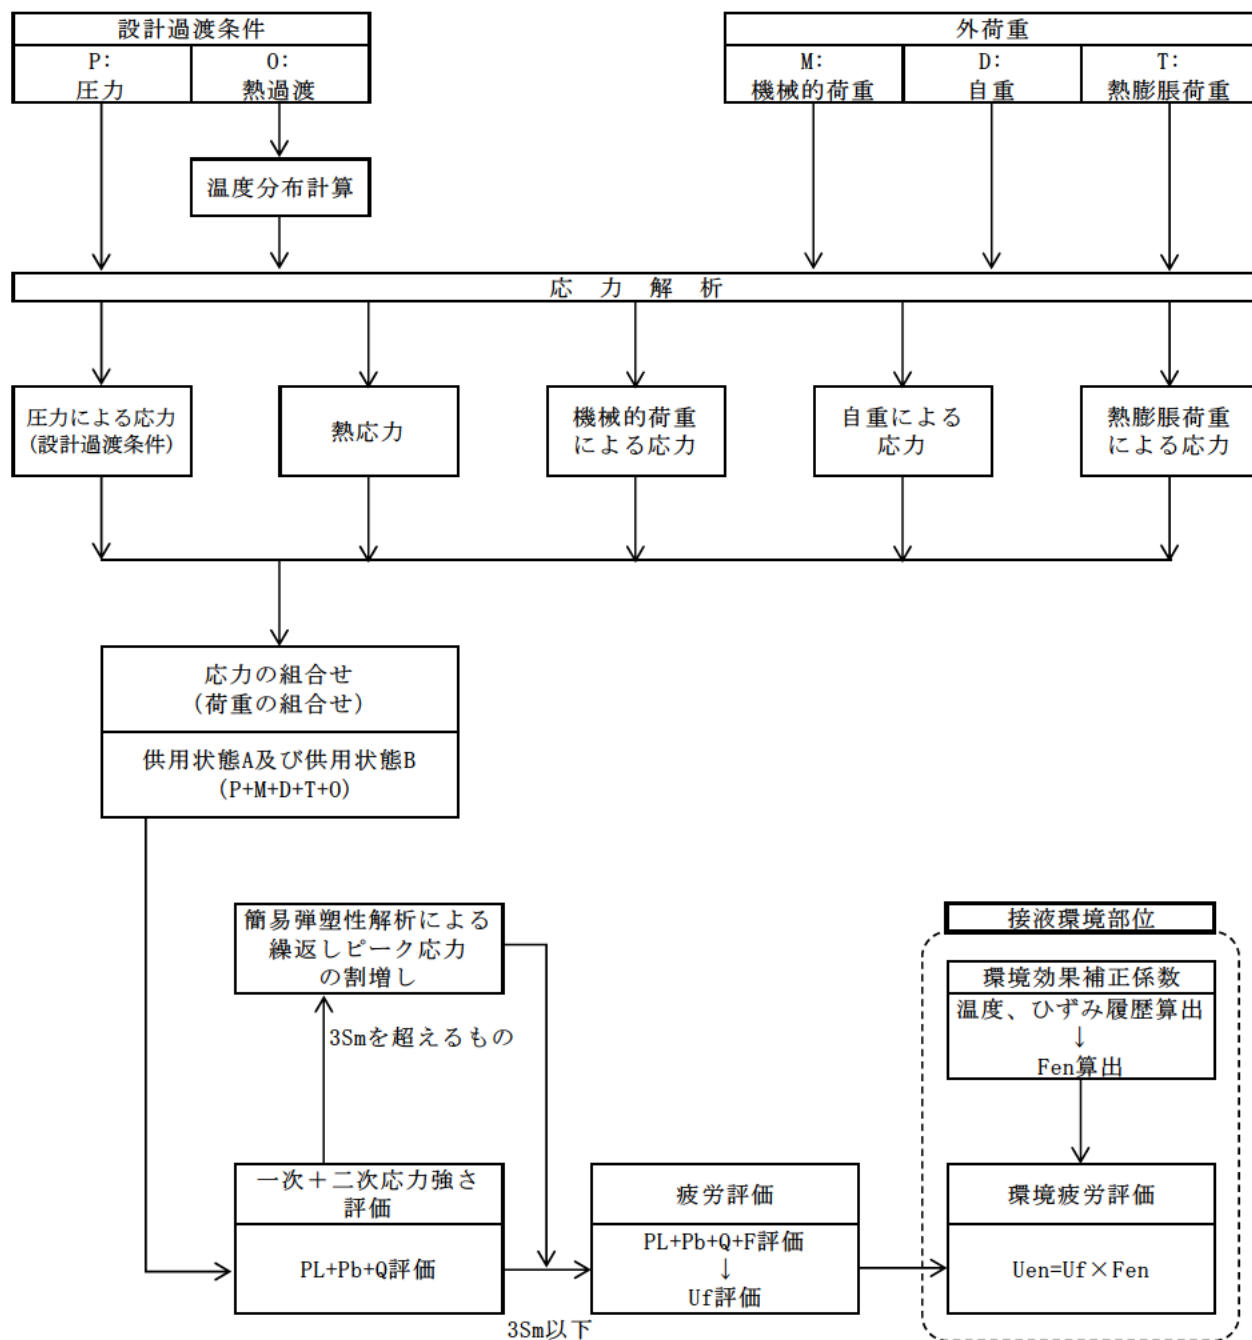 設計過渡条件
P:
圧力
O:
熱過渡
外荷重
M:
機械的荷重
D:
自重
T:
熱膨脹荷重
温度分布計算
応 力 解 析
圧力による応力
(設計過渡条件)
熱応力
機械的荷重
による応力
自重による
応力
熱膨脹荷重
による応力
応力の組合せ
(荷重の組合せ)
供用状態A及び供用状態B
(P+M+D+T+O)
簡易弾塑性解析による
繰返しピーク応力
の割増し
3Smを超えるもの
接液環境部位
環境効果補正係数
温度、ひずみ履歴算出
↓
Fen算出
一次＋二次応力強さ
評価
PL+Pb+Q評価
3Sm以下
疲労評価
PL+Pb+Q+F評価
↓
Uf評価
環境疲労評価
Uen=Uf×Fen